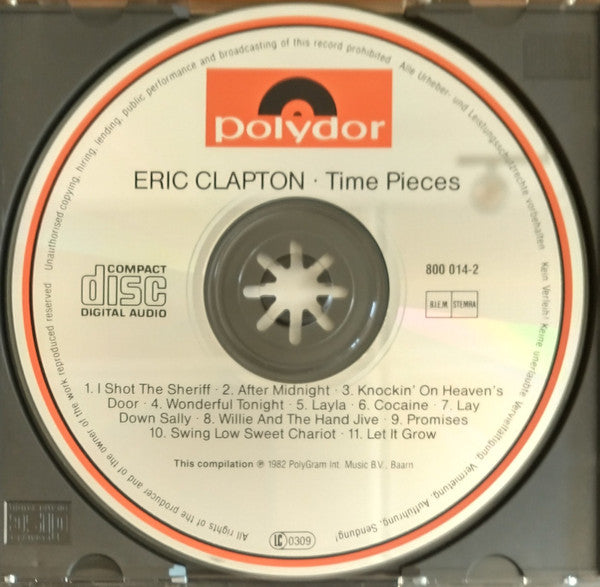 polydor
ERIC CLAPTON · Time Pieces
COMPACT
disc
DIGITAL AUDIO
800 014-2
B.I.E.M. STEMRA
1. I Shot The Sheriff · 2. After Midnight · 3. Knockin' On Heaven's
Door · 4. Wonderful Tonight · 5. Layla · 6. Cocaine · 7. Lay
Down Sally · 8. Willie And The Hand Jive · 9. Promises
10. Swing Low Sweet Chariot · 11. Let It Grow
This compilation ℗ 1982 PolyGram Int. Music B.V., Baarn
LC 0309
All rights of the producer and of the owner of the work reproduced reserved Unauthorised copying, hiring, lending, public performance and broadcasting of this record prohibited Alle Urheber- und Leistungsschutzrechte vorbehalten Kein Verleih! Keine unerlaubte Vervielfältigung, Vermietung, Aufführung, Sendung!